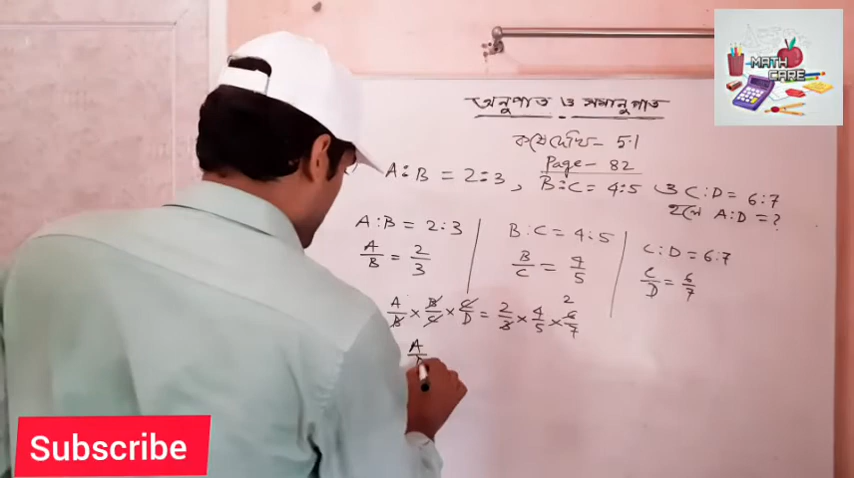 MATH
CARE
অনুপাত ও সমানুপাত
কষে দেখি - 5.1
Page - 82
A:B = 2:3, B:C = 4:5 ও C:D = 6:7
হলে A:D = ?
A:B = 2:3
A/B = 2/3
B:C = 4:5
B/C = 4/5
C:D = 6:7
C/D = 6/7
2
A/B × B/C × C/D = 2/3 × 4/5 × 6/7
A
Subscribe